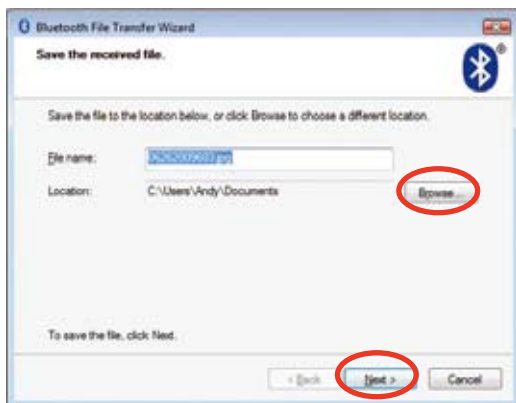 Bluetooth File Transfer Wizard
Save the received file.
®
Save the file to the location below, or click Browse to choose a different location.
File name:
Location: C:\Users\Andy\Documents
Browse...
To save the file, click Next.
< Back Next > Cancel